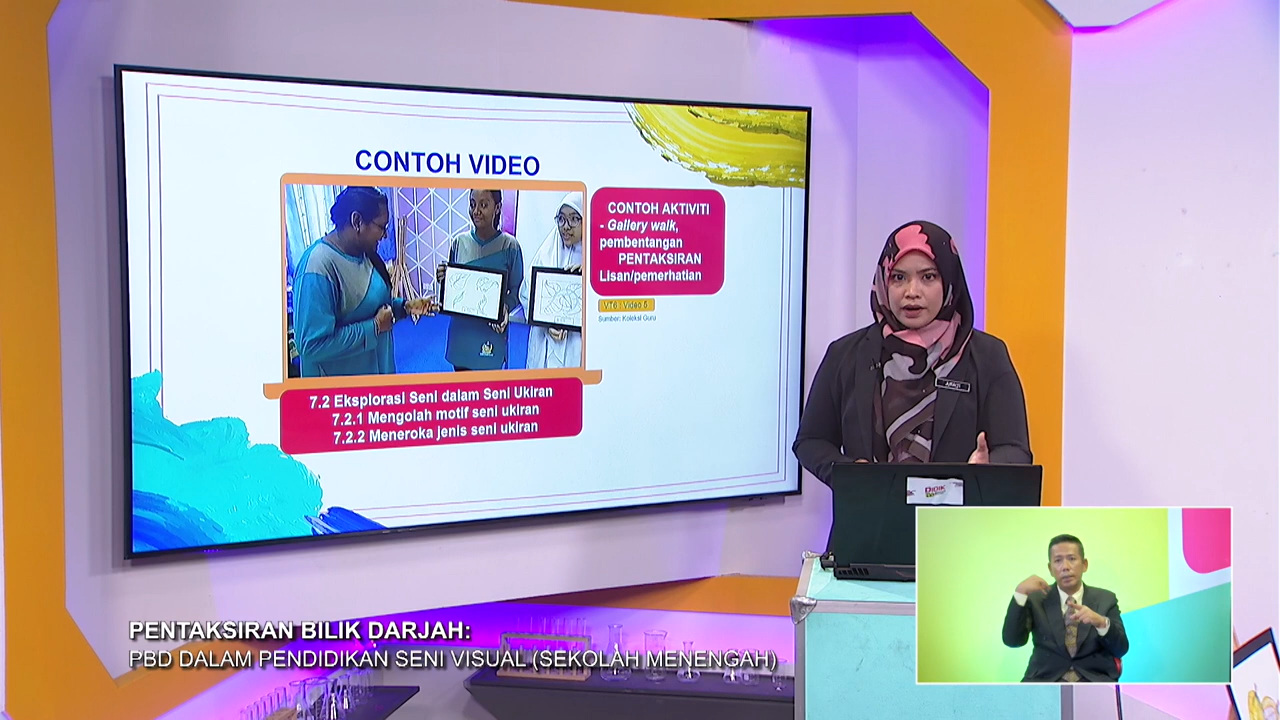 CONTOH VIDEO
CONTOH AKTIVITI
- Gallery walk,
pembentangan
PENTAKSIRAN
Lisan/pemerhatian
VT6 : Video 5
Sumber: Koleksi Guru
7.2 Eksplorasi Seni dalam Seni Ukiran
7.2.1 Mengolah motif seni ukiran
7.2.2 Meneroka jenis seni ukiran
DIDIK
PENTAKSIRAN BILIK DARJAH:
PBD DALAM PENDIDIKAN SENI VISUAL (SEKOLAH MENENGAH)